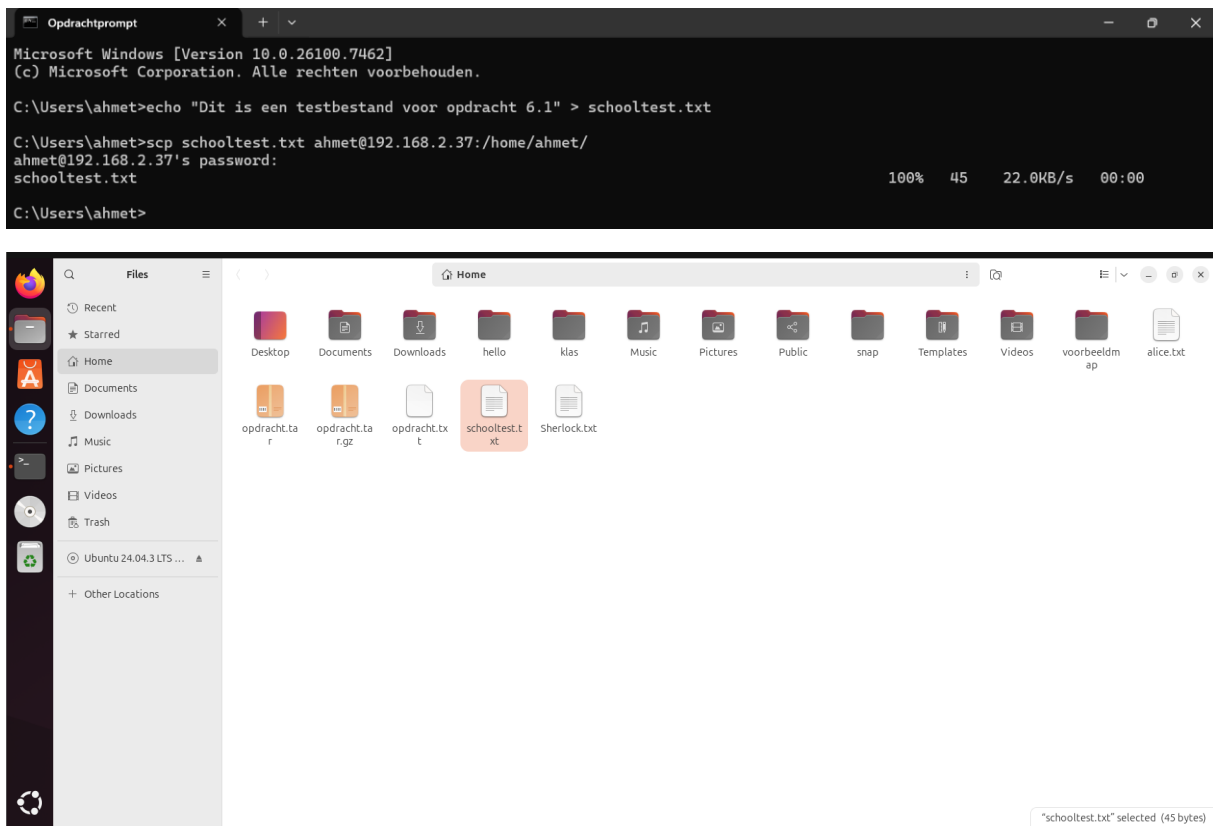 Opdrachtprompt
Microsoft Windows [Version 10.0.26100.7462]
(c) Microsoft Corporation. Alle rechten voorbehouden.
C:\Users\ahmet>echo "Dit is een testbestand voor opdracht 6.1" > schooltest.txt
C:\Users\ahmet>scp schooltest.txt ahmet@192.168.2.37:/home/ahmet/
ahmet@192.168.2.37's password:
schooltest.txt 100% 45 22.0KB/s 00:00
C:\Users\ahmet>
Files
Home
Recent
Starred
Home
Documents
Downloads
Music
Pictures
Videos
Trash
Ubuntu 24.04.3 LTS ...
Other Locations
Desktop Documents Downloads hello klas Music Pictures Public snap Templates Videos voorbeeldm alice.txt
ap
opdracht.ta opdracht.ta opdracht.tx schooltest.t Sherlock.txt
r r.gz t xt
"schooltest.txt" selected (45 bytes)